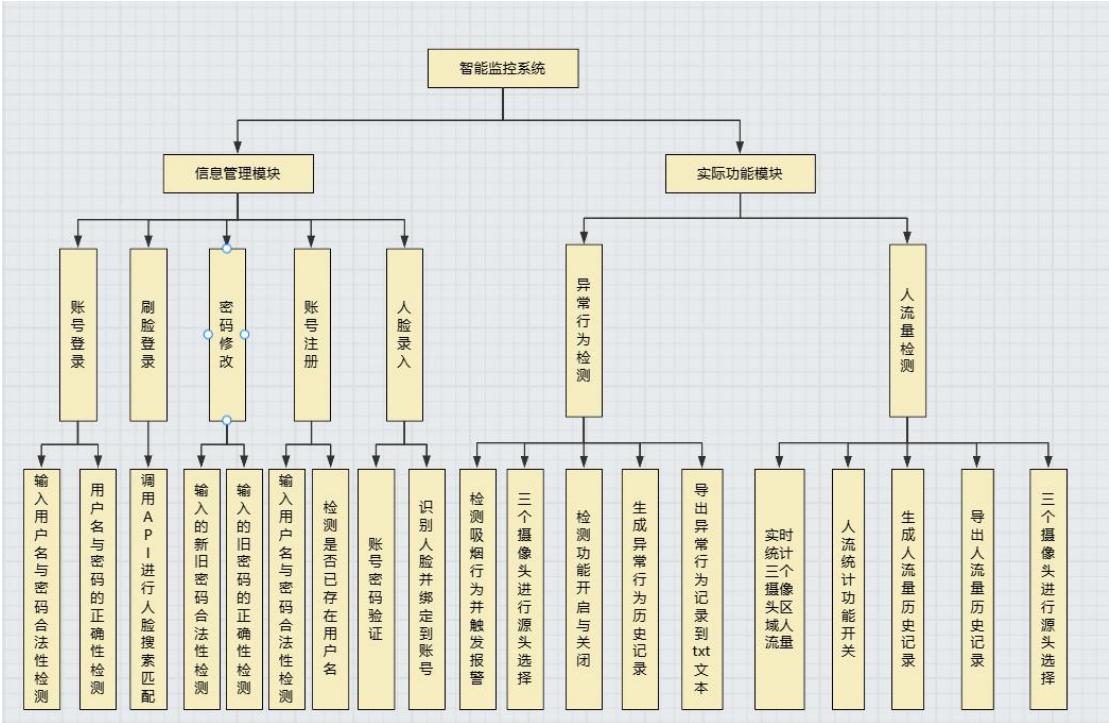 智能监控系统
信息管理模块
实际功能模块
账号登录
刷脸登录
密码修改
账号注册
人脸录入
异常行为检测
人流量检测
输入用户名与密码合法性检测
用户名与密码的正确性检测
调用API进行人脸搜索匹配
输入的新旧密码合法性检测
输入的旧密码的正确性检测
输入用户名与密码合法性检测
检测是否已存在用户名
账号密码验证
识别人脸并绑定到账号
检测吸烟行为并触发报警
三个摄像头进行源头选择
检测功能开启与关闭
生成异常行为历史记录
导出异常行为记录到txt文本
实时统计三个摄像头区域人流量
人流统计功能开关
生成人流量历史记录
导出人流量历史记录
三个摄像头进行源头选择